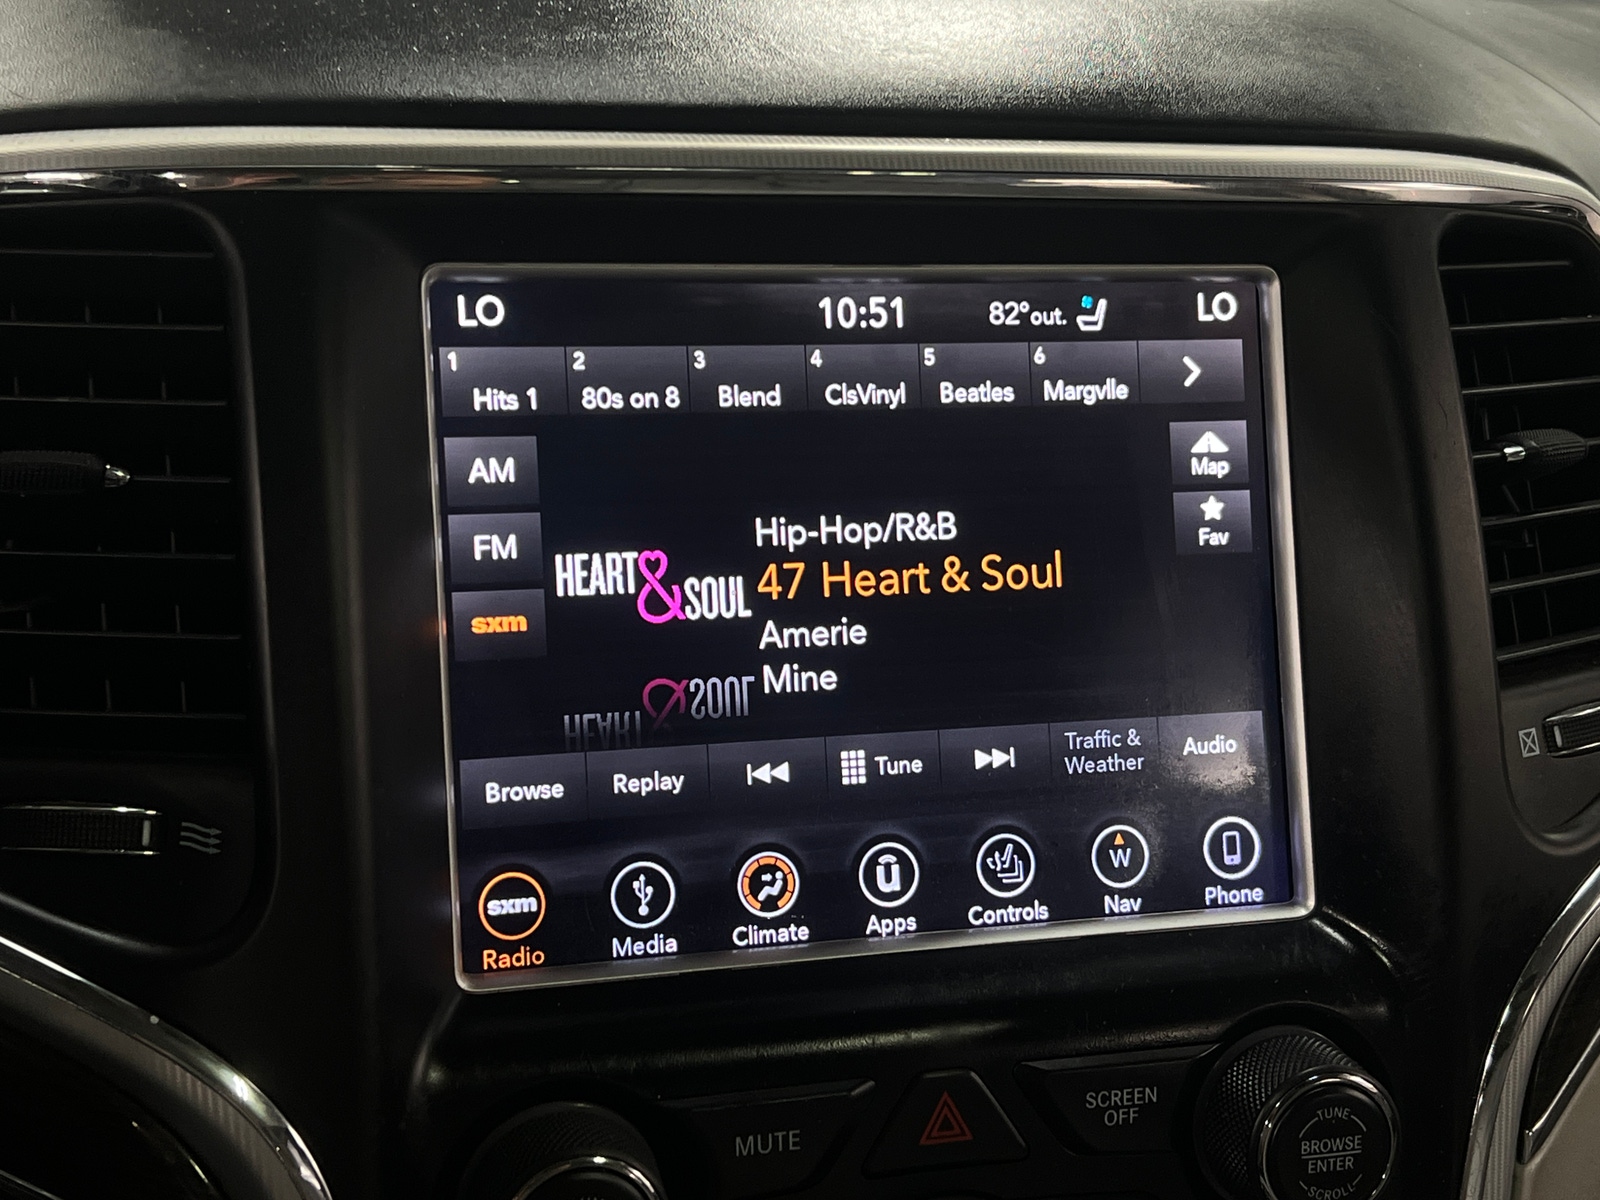 LO 10:51 82°out. LO
1 Hits 1
2 80s on 8
3 Blend
4 ClsVinyl
5 Beatles
6 Margvlle
AM
FM
sxm
HEART & SOUL
HEART & SOUL
Hip-Hop/R&B
47 Heart & Soul
Amerie
Mine
Map
Fav
Browse
Replay
Tune
Traffic &
Weather
Audio
sxm
Radio
Media
Climate
u
Apps
Controls
W
Nav
Phone
MUTE
SCREEN
OFF
TUNE
BROWSE
ENTER
SCROLL